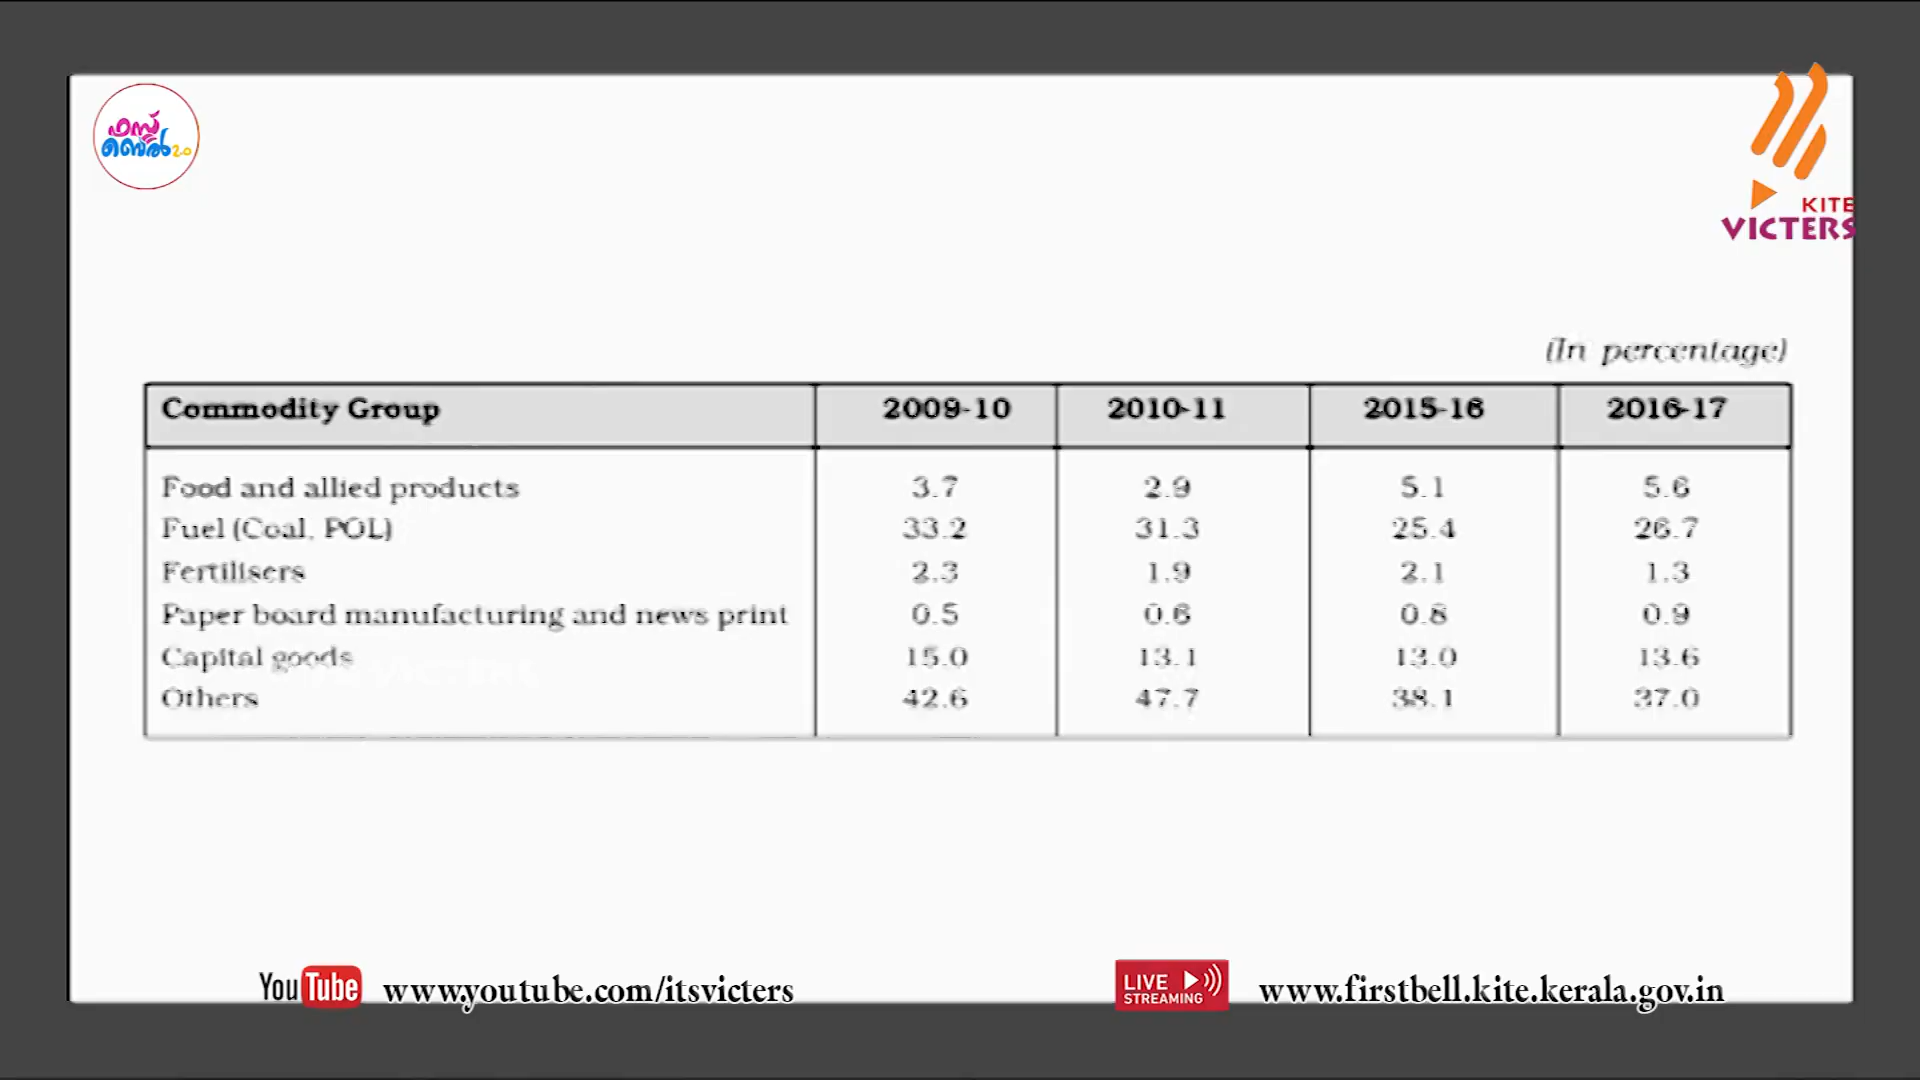 ഫസ്റ്റ്
ബെൽ 2.0
KITE
VICTERS
(In percentage)
Commodity Group 2009-10 2010-11 2015-16 2016-17
Food and allied products 3.7 2.9 5.1 5.6
Fuel (Coal, POL) 33.2 31.3 25.4 26.7
Fertilisers 2.3 1.9 2.1 1.3
Paper board manufacturing and news print 0.5 0.6 0.8 0.9
Capital goods 15.0 13.1 13.0 13.6
Others 42.6 47.7 38.1 37.0
YouTube www.youtube.com/itsvicters
LIVE STREAMING www.firstbell.kite.kerala.gov.in